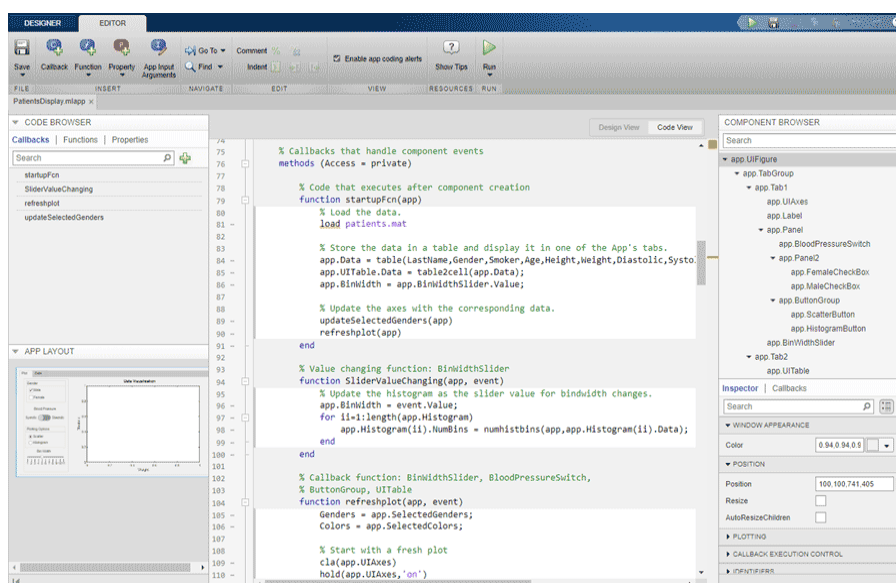 DESIGNER
EDITOR
Save
Callback
Function
Property
App Input
Arguments
Go To
Find
Comment
Indent
Enable app coding alerts
Show Tips
Run
FILE
INSERT
NAVIGATE
EDIT
VIEW
RESOURCES
RUN
PatientsDisplay.mlapp ×
CODE BROWSER
Callbacks | Functions | Properties
Search
startupFcn
SliderValueChanging
refreshplot
updateSelectedGenders
APP LAYOUT
Design View
Code View
74
75 % Callbacks that handle component events
76 methods (Access = private)
77
78 % Code that executes after component creation
79 function startupFcn(app)
80 % Load the data.
81 – load patients.mat
82
83 % Store the data in a table and display it in one of the App's tabs.
84 – app.Data = table(LastName,Gender,Smoker,Age,Height,Weight,Diastolic,Systo
85 – app.UITable.Data = table2cell(app.Data);
86 – app.BinWidth = app.BinWidthSlider.Value;
87
88 % Update the axes with the corresponding data.
89 – updateSelectedGenders(app)
90 – refreshplot(app)
91 – end
92
93 % Value changing function: BinWidthSlider
94 function SliderValueChanging(app, event)
95 % Update the histogram as the slider value for bindwidth changes.
96 – app.BinWidth = event.Value;
97 – for ii=1:length(app.Histogram)
98 – app.Histogram(ii).NumBins = numhistbins(app,app.Histogram(ii).Data);
99 – end
100 – end
101
102 % Callback function: BinWidthSlider, BloodPressureSwitch,
103 % ButtonGroup, UITable
104 function refreshplot(app, event)
105 – Genders = app.SelectedGenders;
106 – Colors = app.SelectedColors;
107
108 % Start with a fresh plot
109 – cla(app.UIAxes)
110 – hold(app.UIAxes,'on')
COMPONENT BROWSER
Search
app.UIFigure
app.TabGroup
app.Tab1
app.UIAxes
app.Label
app.Panel
app.BloodPressureSwitch
app.Panel2
app.FemaleCheckBox
app.MaleCheckBox
app.ButtonGroup
app.ScatterButton
app.HistogramButton
app.BinWidthSlider
app.Tab2
app.UITable
Inspector | Callbacks
Search
WINDOW APPEARANCE
Color 0.94,0.94,0.9
POSITION
Position 100,100,741,405
Resize
AutoResizeChildren
PLOTTING
CALLBACK EXECUTION CONTROL
IDENTIFIERS